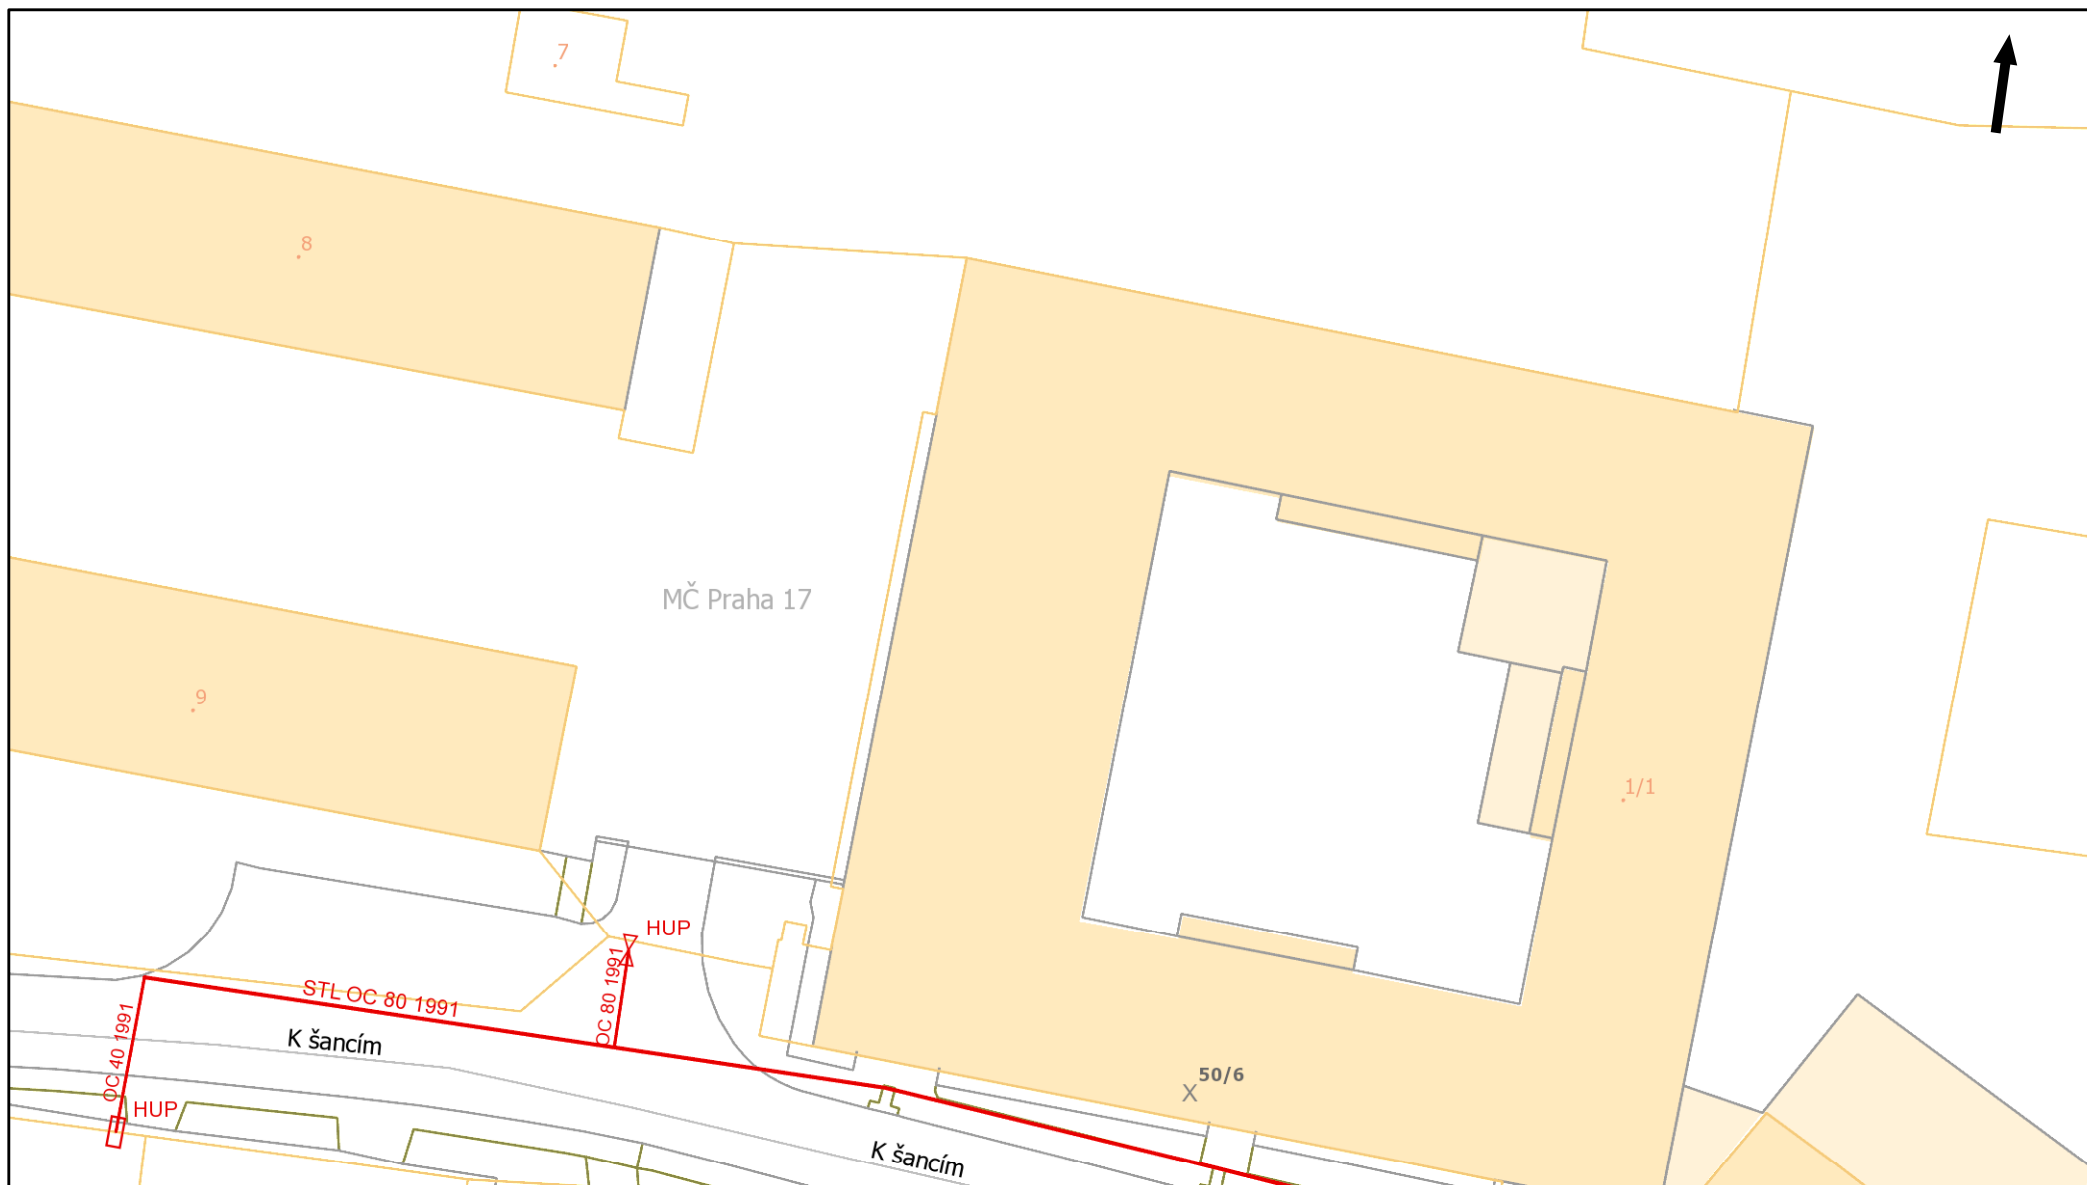 7
8
MČ Praha 17
9
1/1
HUP
OC 80 1991
STL OC 80 1991
OC 40 1991
K šancím
50/6
X
HUP
K šancím